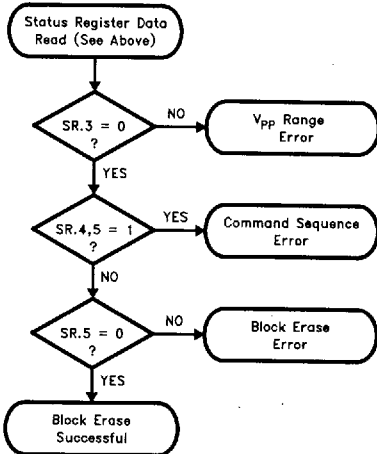 Status Register Data
Read (See Above)
SR.3 = 0
?
NO
VPP Range
Error
YES
SR.4,5 = 1
?
YES
Command Sequence
Error
NO
SR.5 = 0
?
NO
Block Erase
Error
YES
Block Erase
Successful